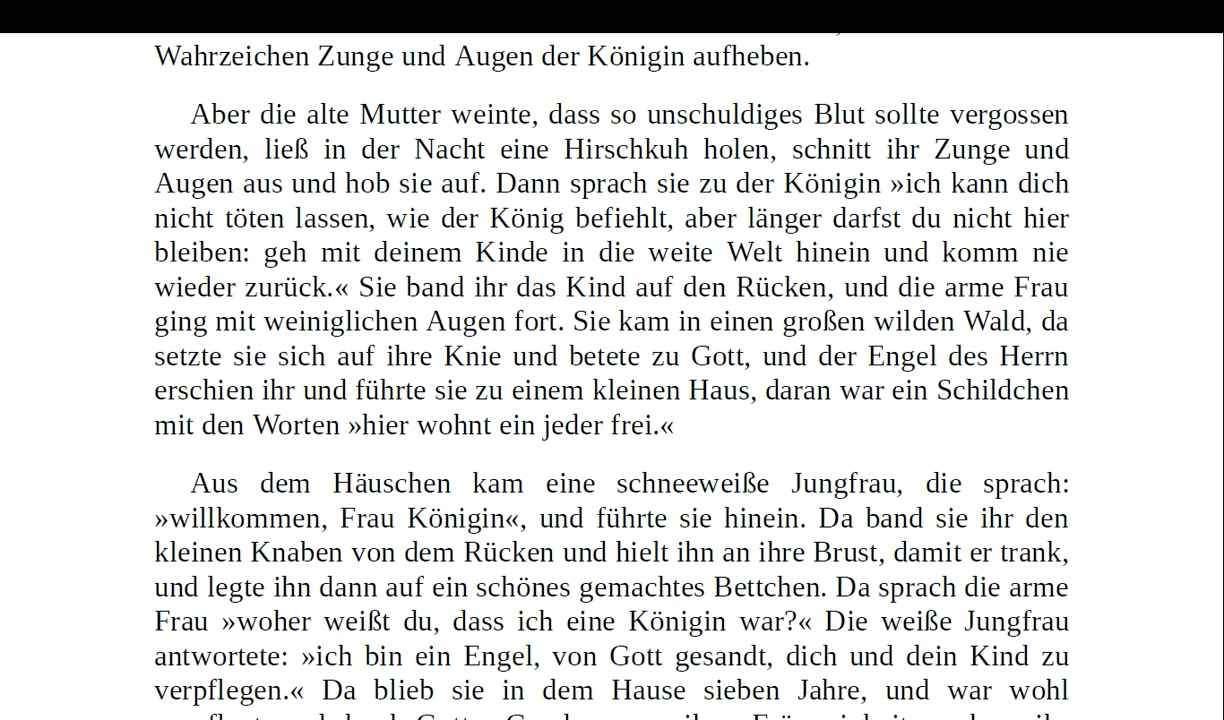 Wahrzeichen Zunge und Augen der Königin aufheben.
Aber die alte Mutter weinte, dass so unschuldiges Blut sollte vergossen
werden, ließ in der Nacht eine Hirschkuh holen, schnitt ihr Zunge und
Augen aus und hob sie auf. Dann sprach sie zu der Königin »ich kann dich
nicht töten lassen, wie der König befiehlt, aber länger darfst du nicht hier
bleiben: geh mit deinem Kinde in die weite Welt hinein und komm nie
wieder zurück.« Sie band ihr das Kind auf den Rücken, und die arme Frau
ging mit weiniglichen Augen fort. Sie kam in einen großen wilden Wald, da
setzte sie sich auf ihre Knie und betete zu Gott, und der Engel des Herrn
erschien ihr und führte sie zu einem kleinen Haus, daran war ein Schildchen
mit den Worten »hier wohnt ein jeder frei.«
Aus dem Häuschen kam eine schneeweiße Jungfrau, die sprach:
»willkommen, Frau Königin«, und führte sie hinein. Da band sie ihr den
kleinen Knaben von dem Rücken und hielt ihn an ihre Brust, damit er trank,
und legte ihn dann auf ein schönes gemachtes Bettchen. Da sprach die arme
Frau »woher weißt du, dass ich eine Königin war?« Die weiße Jungfrau
antwortete: »ich bin ein Engel, von Gott gesandt, dich und dein Kind zu
verpflegen.« Da blieb sie in dem Hause sieben Jahre, und war wohl